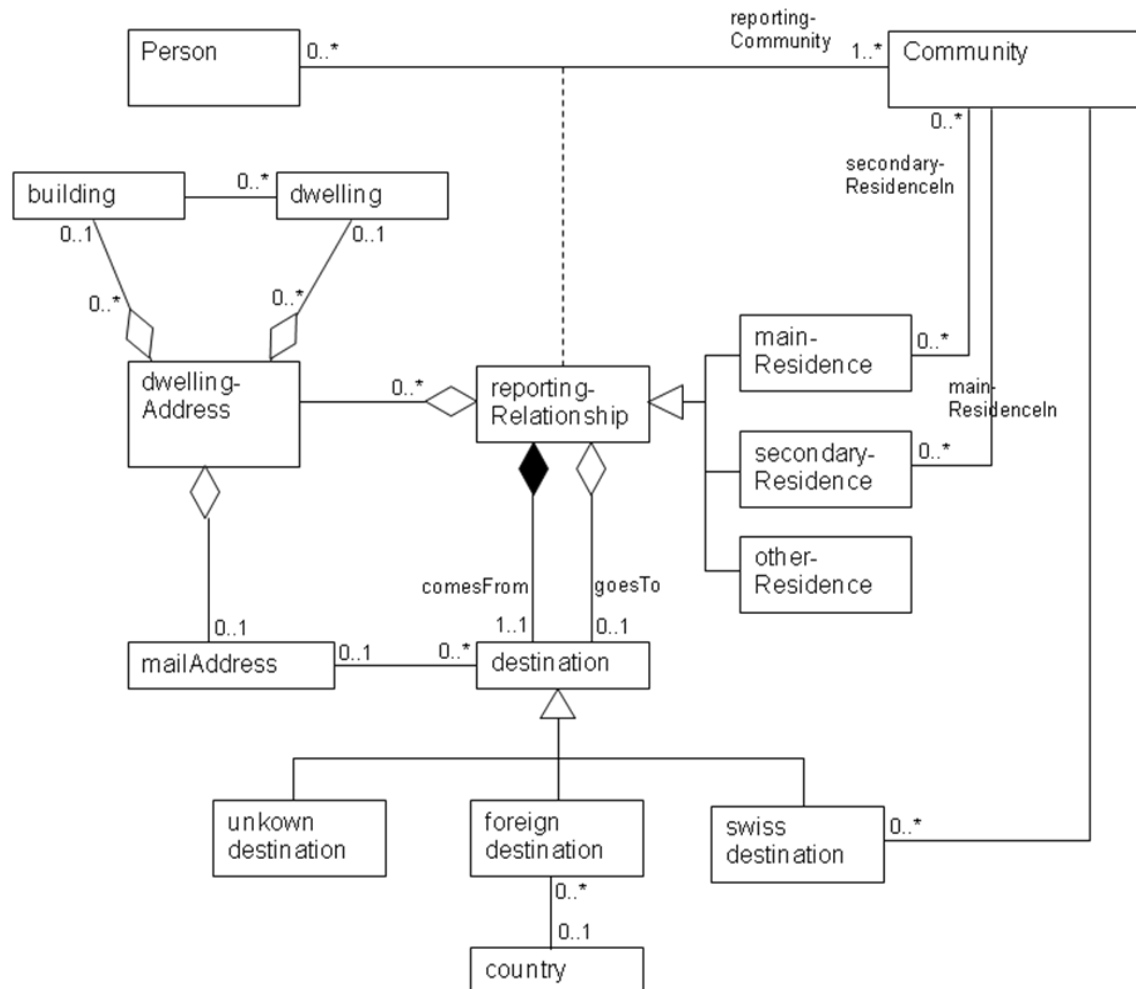 reporting-
Community
Person
0..*
1..*
Community
0..*
secondary-
ResidenceIn
building
0..*
dwelling
0..1
0..1
0..*
0..*
main-
Residence
0..*
main-
ResidenceIn
dwelling-
Address
0..*
reporting-
Relationship
secondary-
Residence
0..*
other-
Residence
comesFrom
goesTo
0..1
1..1
0..1
mailAddress
0..1
0..*
destination
unkown
destination
foreign
destination
swiss
destination
0..*
0..*
0..1
country